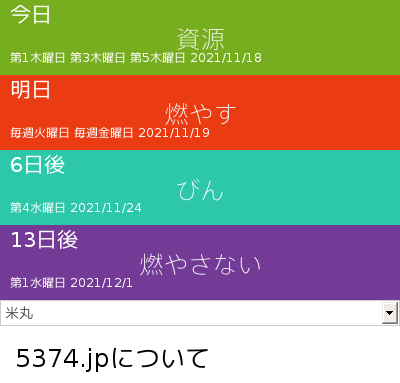 今日
資源
第1木曜日 第3木曜日 第5木曜日 2021/11/18
明日
燃やす
毎週火曜日 毎週金曜日 2021/11/19
6日後
びん
第4水曜日 2021/11/24
13日後
燃やさない
第1水曜日 2021/12/1
米丸
5374.jpについて